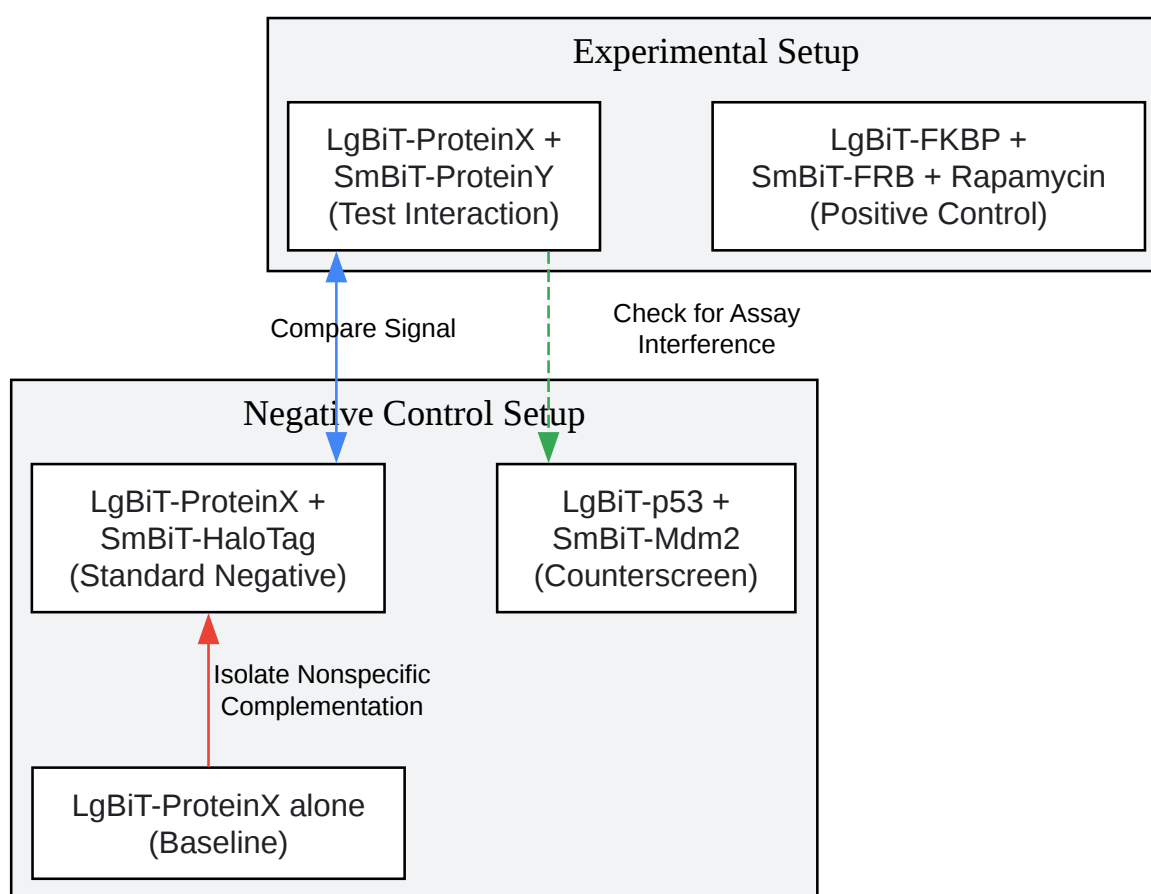 Experimental Setup
LgBiT-ProteinX +
SmBiT-ProteinY
(Test Interaction)
LgBiT-FKBP +
SmBiT-FRB + Rapamycin
(Positive Control)
Compare Signal
Check for Assay
Interference
Negative Control Setup
LgBiT-ProteinX +
SmBiT-HaloTag
(Standard Negative)
LgBiT-p53 +
SmBiT-Mdm2
(Counterscreen)
Isolate Nonspecific
Complementation
LgBiT-ProteinX alone
(Baseline)